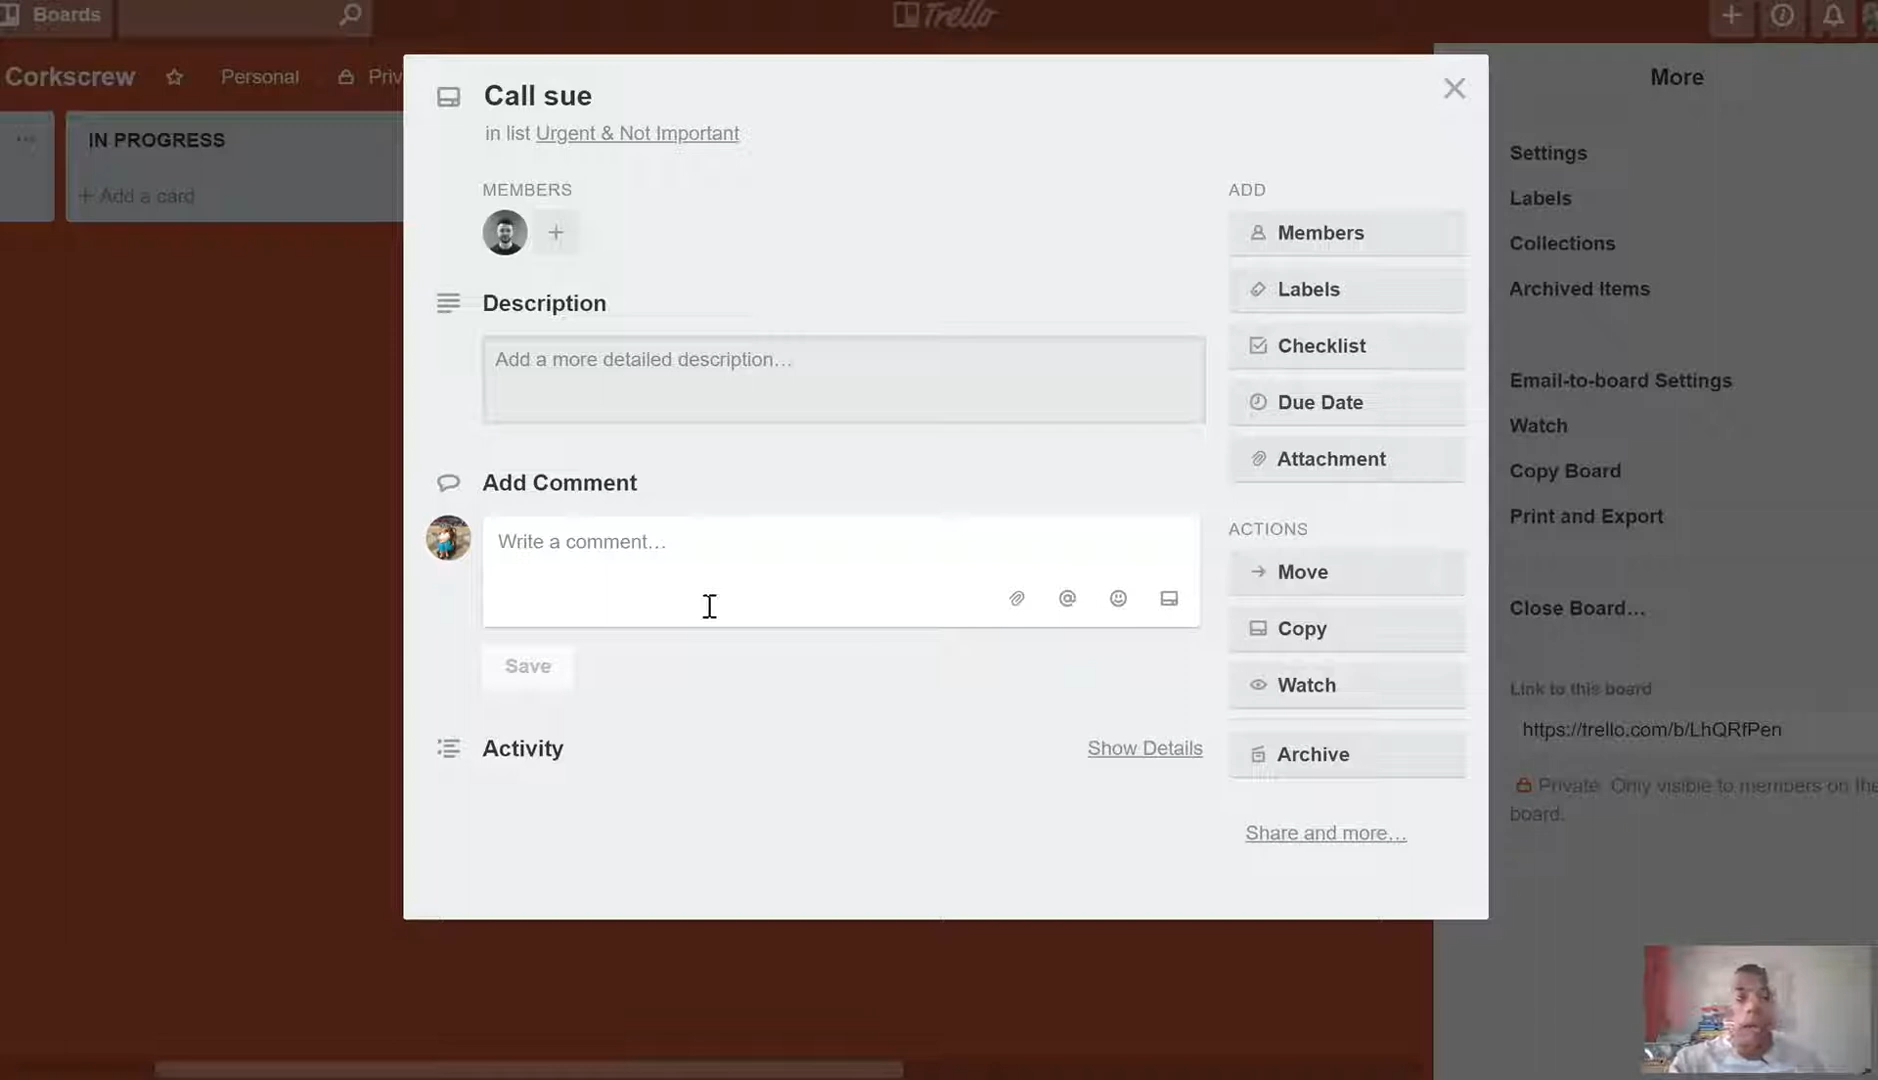 Boards
Trello
Corkscrew
Personal
Priv
IN PROGRESS
+ Add a card
Call sue
in list Urgent & Not Important
MEMBERS
Description
Add a more detailed description…
Add Comment
Write a comment…
Save
Activity
Show Details
ADD
Members
Labels
Checklist
Due Date
Attachment
ACTIONS
Move
Copy
Watch
Archive
Share and more…
More
Settings
Labels
Collections
Archived Items
Email-to-board Settings
Watch
Copy Board
Print and Export
Close Board…
Link to this board
https://trello.com/b/LhQRfPen
Private. Only visible to members on the
board.